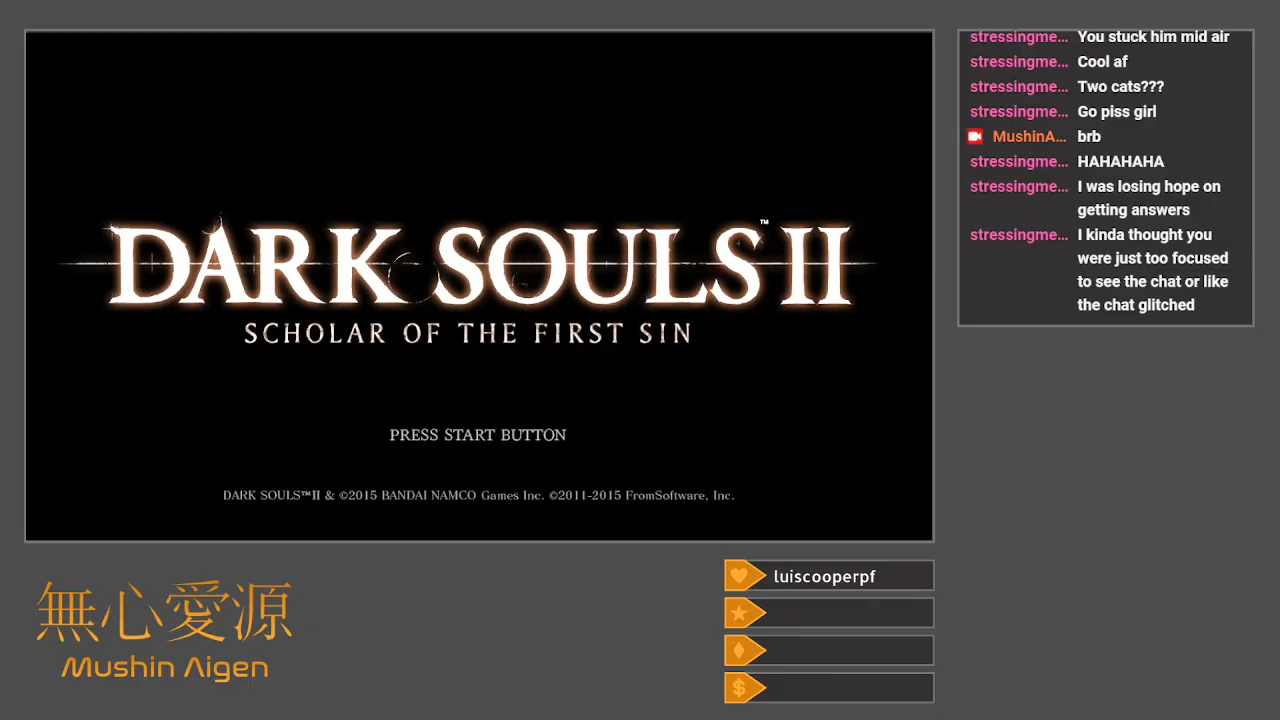 DARK SOULS™ II
SCHOLAR OF THE FIRST SIN
PRESS START BUTTON
DARK SOULS™II & ©2015 BANDAI NAMCO Games Inc. ©2011-2015 FromSoftware, Inc.
stressingme... You stuck him mid air
stressingme... Cool af
stressingme... Two cats???
stressingme... Go piss girl
MushinA... brb
stressingme... HAHAHAHA
stressingme... I was losing hope on
getting answers
stressingme... I kinda thought you
were just too focused
to see the chat or like
the chat glitched
無心愛源
Mushin Aigen
luiscooperpf
$